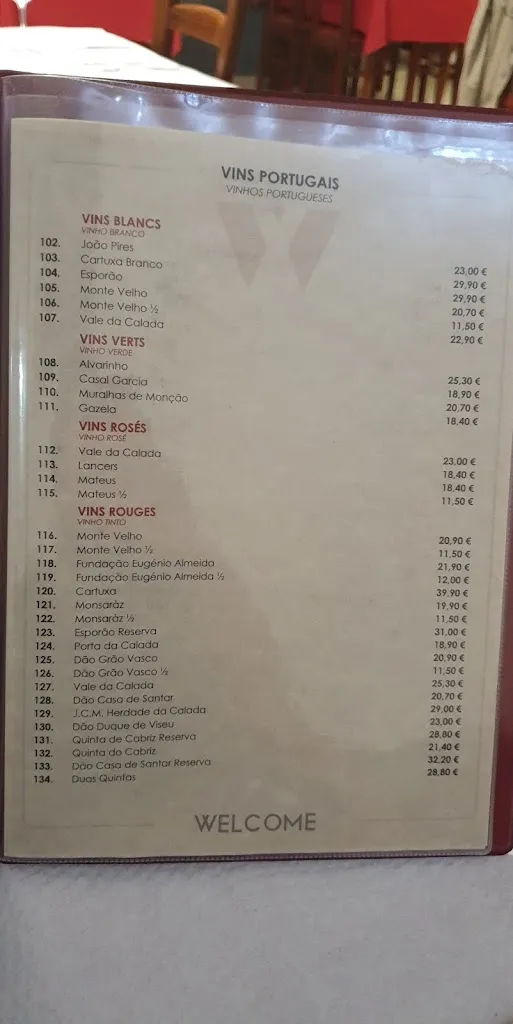 VINS PORTUGAIS
VINHOS PORTUGUESES
VINS BLANCS
VINHO BRANCO
102. João Pires 23,00 €
103. Cartuxa Branco 29,90 €
104. Esporão 29,90 €
105. Monte Velho 20,70 €
106. Monte Velho ½ 11,50 €
107. Vale da Calada 22,90 €
VINS VERTS
VINHO VERDE
108. Alvarinho 25,30 €
109. Casal Garcia 18,90 €
110. Muralhas de Monção 20,70 €
111. Gazela 18,40 €
VINS ROSÉS
VINHO ROSÉ
112. Vale da Calada 23,00 €
113. Lancers 18,40 €
114. Mateus 18,40 €
115. Mateus ½ 11,50 €
VINS ROUGES
VINHO TINTO
116. Monte Velho 20,90 €
117. Monte Velho ½ 11,50 €
118. Fundação Eugénio Almeida 21,90 €
119. Fundação Eugénio Almeida ½ 12,00 €
120. Cartuxa 39,90 €
121. Monsaràz 19,90 €
122. Monsaràz ½ 11,50 €
123. Esporão Reserva 31,00 €
124. Porta da Calada 18,90 €
125. Dão Grão Vasco 20,90 €
126. Dão Grão Vasco ½ 11,50 €
127. Vale da Calada 25,30 €
128. Dão Casa de Santar 20,70 €
129. J.C.M. Herdade da Calada 29,00 €
130. Dão Duque de Viseu 23,00 €
131. Quinta de Cabriz Reserva 28,80 €
132. Quinta do Cabriz 21,40 €
133. Dão Casa de Santar Reserva 32,20 €
134. Duas Quintas 28,80 €
WELCOME